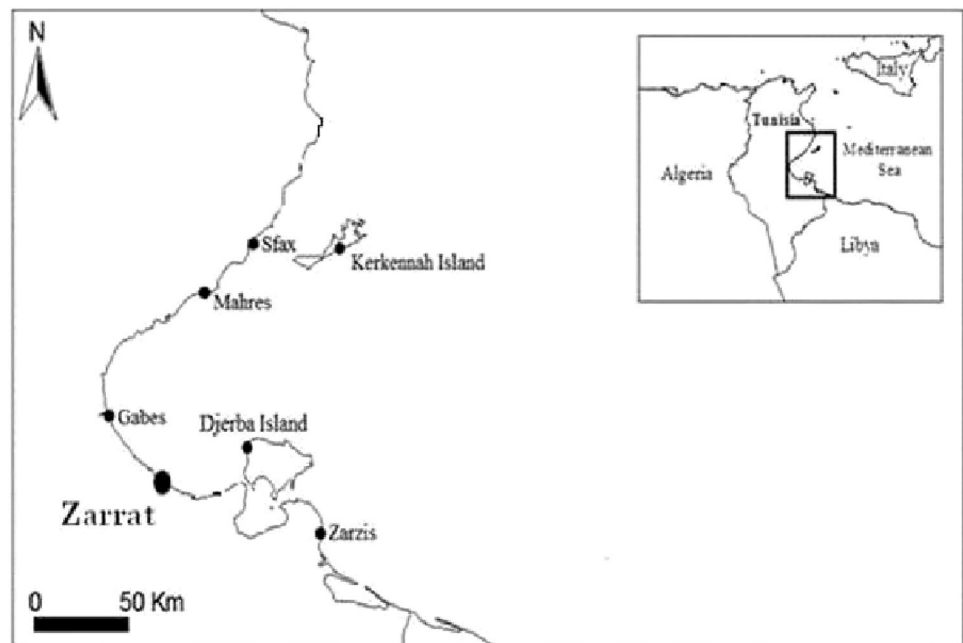 N
Italy
Tunisia
Mediterranean
Sea
Algeria
Libya
Sfax
Kerkennah Island
Mahres
Gabes
Djerba Island
Zarrat
Zarzis
0 50 Km